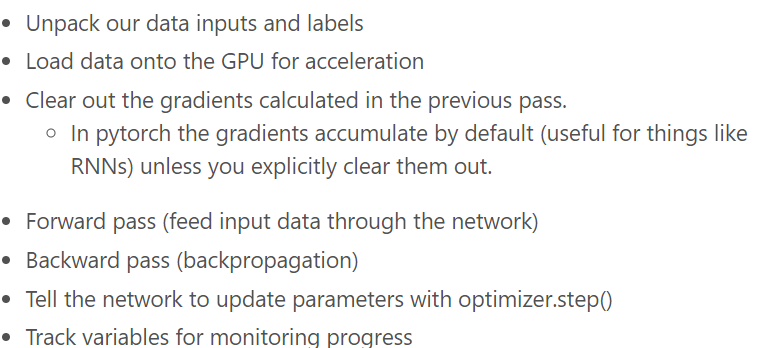 • Unpack our data inputs and labels
• Load data onto the GPU for acceleration
• Clear out the gradients calculated in the previous pass.
○ In pytorch the gradients accumulate by default (useful for things like
RNNs) unless you explicitly clear them out.
• Forward pass (feed input data through the network)
• Backward pass (backpropagation)
• Tell the network to update parameters with optimizer.step()
• Track variables for monitoring progress